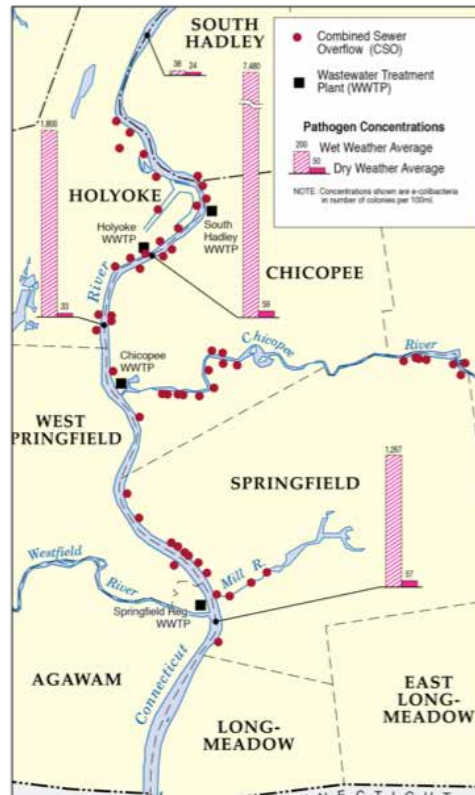 SOUTH
HADLEY
38
24
7,480
Combined Sewer
Overflow (CSO)
Wastewater Treatment
Plant (WWTP)
Pathogen Concentrations
200
Wet Weather Average
50
Dry Weather Average
NOTE: Concentrations shown are e-colibacteria
in number of colonies per 100ml.
1,800
HOLYOKE
Holyoke
WWTP
South
Hadley
WWTP
CHICOPEE
River
33
59
Chicopee
River
Chicopee
WWTP
WEST
PRINGFIELD
1,267
SPRINGFIELD
57
Westfield
River
Mill R.
Springfield Reg.
WWTP
AGAWAM
Connecticut
LONG-
MEADOW
EAST
LONG-
MEADOW